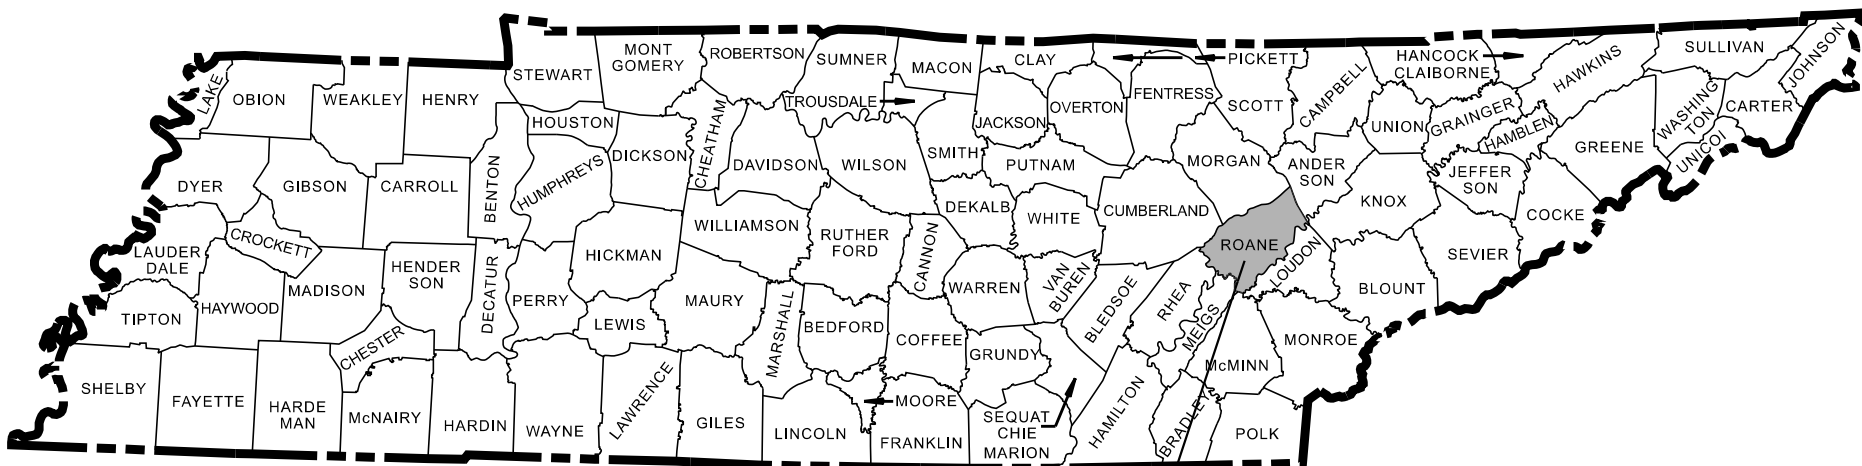 STEWART
MONT
GOMERY
ROBERTSON
SUMNER
MACON
CLAY
PICKETT
HANCOCK
CLAIBORNE
HAWKINS
SULLIVAN
JOHNSON
LAKE
OBION
WEAKLEY
HENRY
HOUSTON
CHEATHAM
TROUSDALE
JACKSON
OVERTON
FENTRESS
SCOTT
CAMPBELL
UNION
GRAINGER
HAMBLEN
GREENE
WASHING
TON
UNICOI
CARTER
DYER
GIBSON
CARROLL
BENTON
HUMPHREYS
DICKSON
DAVIDSON
WILSON
SMITH
PUTNAM
MORGAN
ANDER
SON
KNOX
JEFFER
SON
COCKE
LAUDER
DALE
CROCKETT
HENDER
SON
DECATUR
PERRY
HICKMAN
WILLIAMSON
RUTHER
FORD
CANNON
DEKALB
WHITE
CUMBERLAND
ROANE
LOUDON
BLOUNT
SEVIER
TIPTON
HAYWOOD
MADISON
CHESTER
LEWIS
MAURY
MARSHALL
BEDFORD
COFFEE
WARREN
VAN
BUREN
BLEDSOE
RHEA
MEIGS
McMINN
MONROE
SHELBY
FAYETTE
HARDE
MAN
McNAIRY
HARDIN
WAYNE
LAWRENCE
GILES
LINCOLN
MOORE
FRANKLIN
GRUNDY
SEQUAT
CHIE
MARION
HAMILTON
BRADLEY
POLK